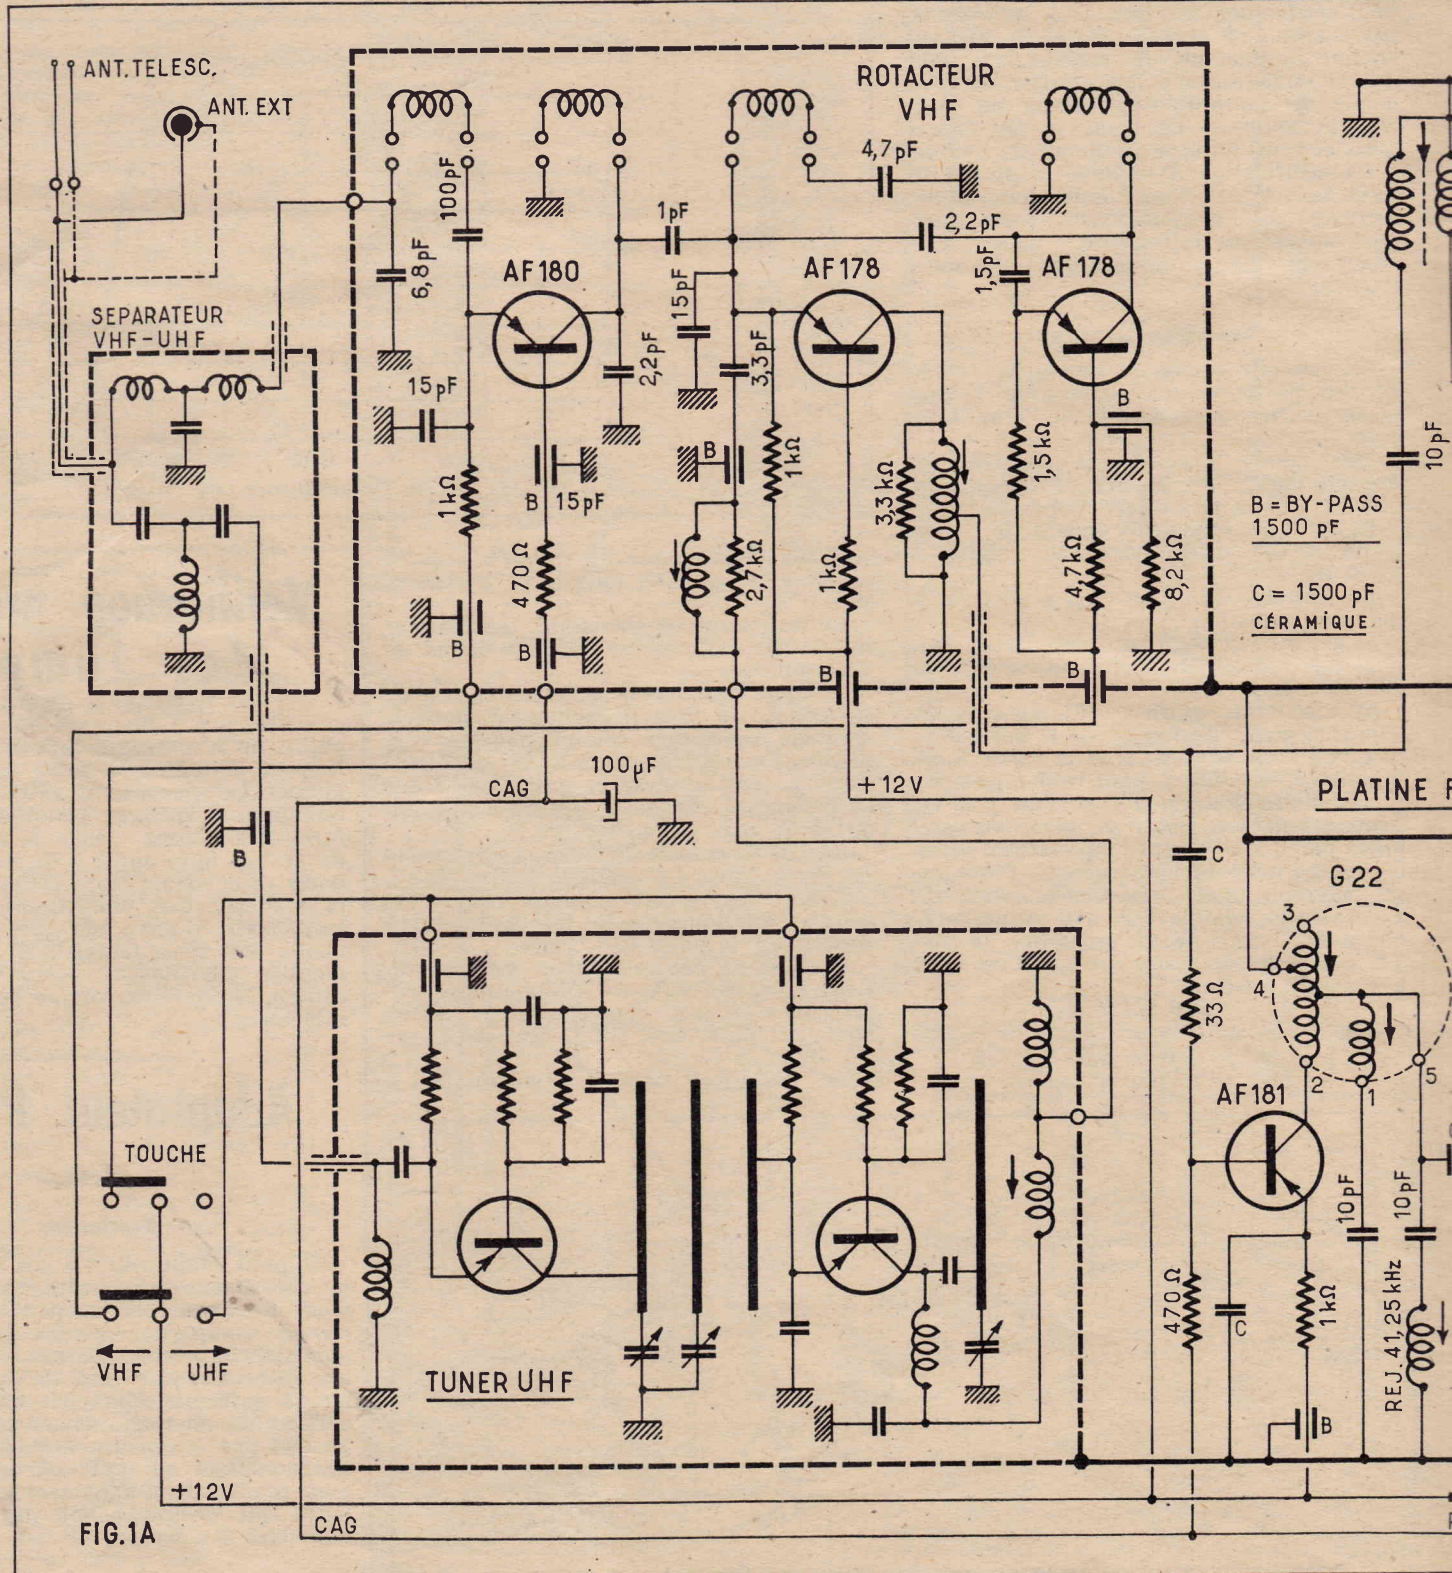 ANT. TELESC.
ANT. EXT
ROTACTEUR
VHF
4,7pF
100pF
6,8pF
1pF
2,2pF
AF180
AF178
1,5pF
AF178
SEPARATEUR
VHF-UHF
15pF
2,2pF
3,3pF
15pF
B
B
10pF
1kΩ
B 15pF
1kΩ
3,3kΩ
1,5kΩ
B = BY-PASS
1500 pF
470Ω
2,7kΩ
1kΩ
4,7kΩ
8,2kΩ
C = 1500pF
CÉRAMIQUE
B
B
B
B
100µF
CAG
+12V
PLATINE F
B
C
G22
3
4
33Ω
2
1
5
AF181
TOUCHE
10pF
10pF
470Ω
C
1kΩ
REJ. 41,25 kHz
VHF
UHF
TUNER UHF
B
+12V
CAG
FIG.1A